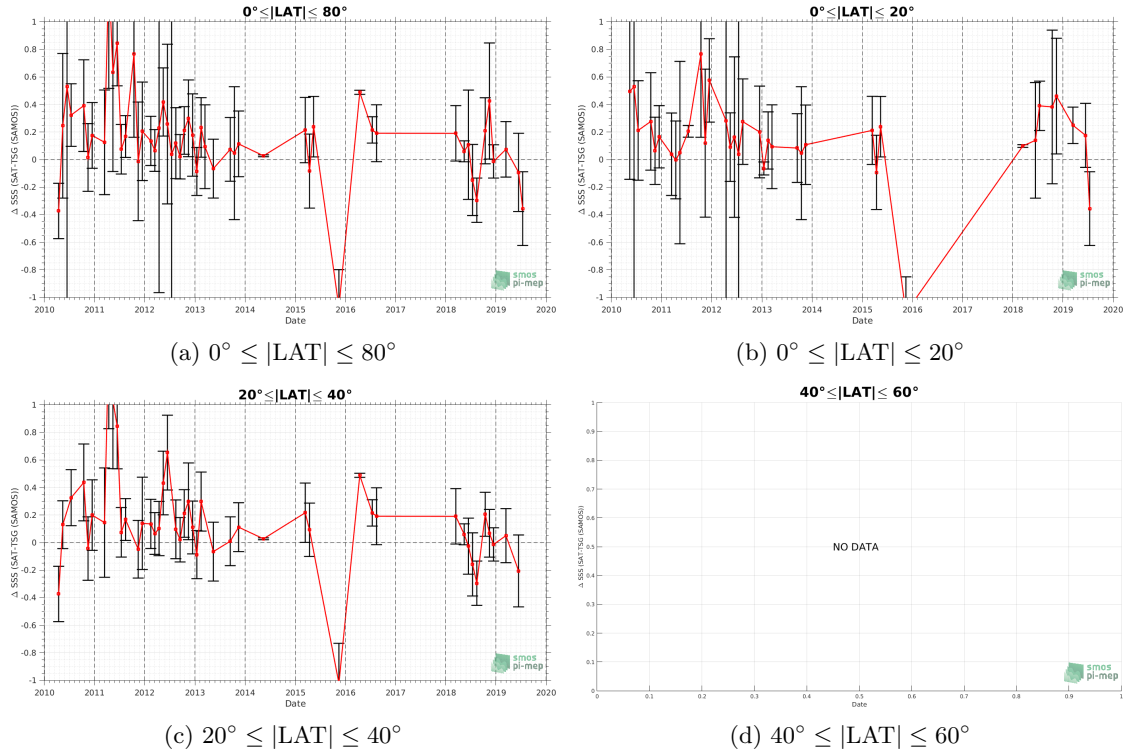 0°≤|LAT|≤ 80°
Δ SSS (SAT-TSG (SAMOS))
1
0.8
0.6
0.4
0.2
0
-0.2
-0.4
-0.6
-0.8
-1
2010 2011 2012 2013 2014 2015 2016 2017 2018 2019 2020
Date
smos
pi-mep
(a) 0° ≤ |LAT| ≤ 80°
0°≤|LAT|≤ 20°
Δ SSS (SAT-TSG (SAMOS))
1
0.8
0.6
0.4
0.2
0
-0.2
-0.4
-0.6
-0.8
-1
2010 2011 2012 2013 2014 2015 2016 2017 2018 2019 2020
Date
smos
pi-mep
(b) 0° ≤ |LAT| ≤ 20°
20°≤|LAT|≤ 40°
Δ SSS (SAT-TSG (SAMOS))
1
0.8
0.6
0.4
0.2
0
-0.2
-0.4
-0.6
-0.8
-1
2010 2011 2012 2013 2014 2015 2016 2017 2018 2019 2020
Date
smos
pi-mep
(c) 20° ≤ |LAT| ≤ 40°
40°≤|LAT|≤ 60°
Δ SSS (SAT-TSG (SAMOS))
1
0.9
0.8
0.7
0.6
0.5
0.4
0.3
0.2
0.1
0
NO DATA
0 0.1 0.2 0.3 0.4 0.5 0.6 0.7 0.8 0.9 1
Date
smos
pi-mep
(d) 40° ≤ |LAT| ≤ 60°